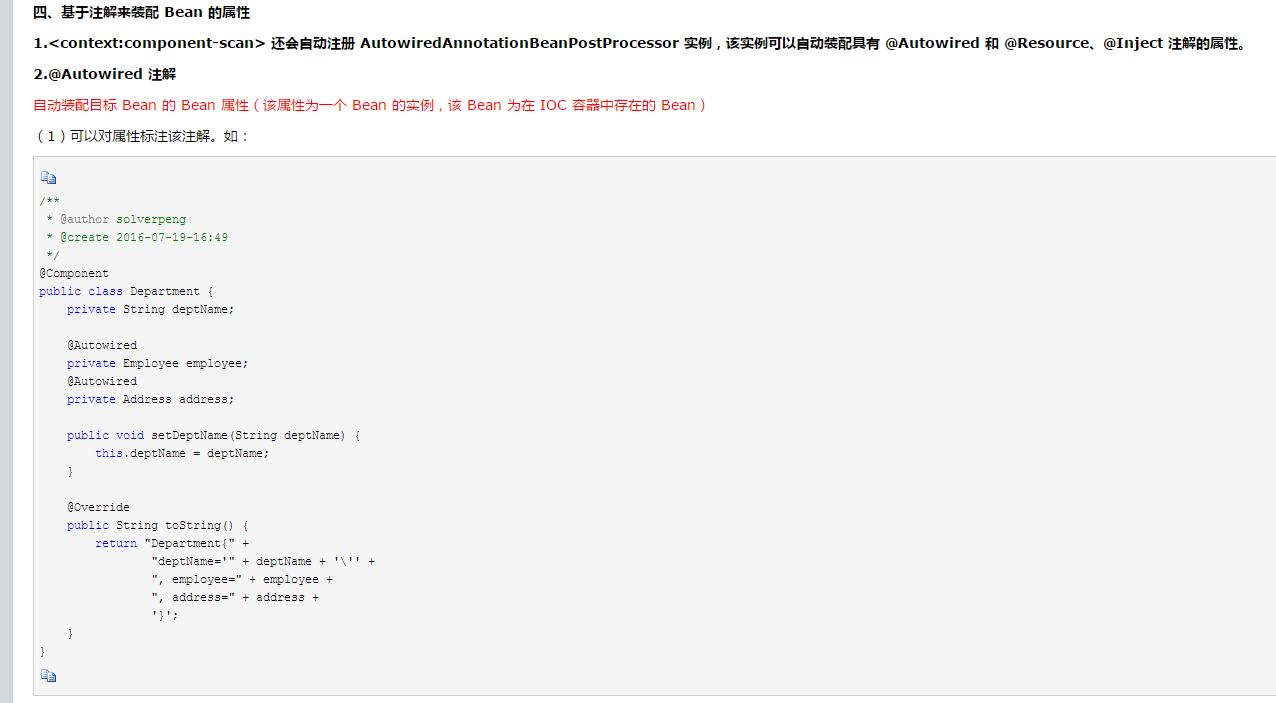 四、基于注解来装配 Bean 的属性
1.<context:component-scan> 还会自动注册 AutowiredAnnotationBeanPostProcessor 实例，该实例可以自动装配具有 @Autowired 和 @Resource、@Inject 注解的属性。
2.@Autowired 注解
自动装配目标 Bean 的 Bean 属性（该属性为一个 Bean 的实例，该 Bean 为在 IOC 容器中存在的 Bean）
（1）可以对属性标注该注解。如：
/**
 * @author solverpeng
 * @create 2016-07-19-16:49
 */
@Component
public class Department {
    private String deptName;
    @Autowired
    private Employee employee;
    @Autowired
    private Address address;
    public void setDeptName(String deptName) {
        this.deptName = deptName;
    }
    @Override
    public String toString() {
        return "Department{" +
                "deptName='" + deptName + '\'' +
                ", employee=" + employee +
                ", address=" + address +
                '}';
    }
}